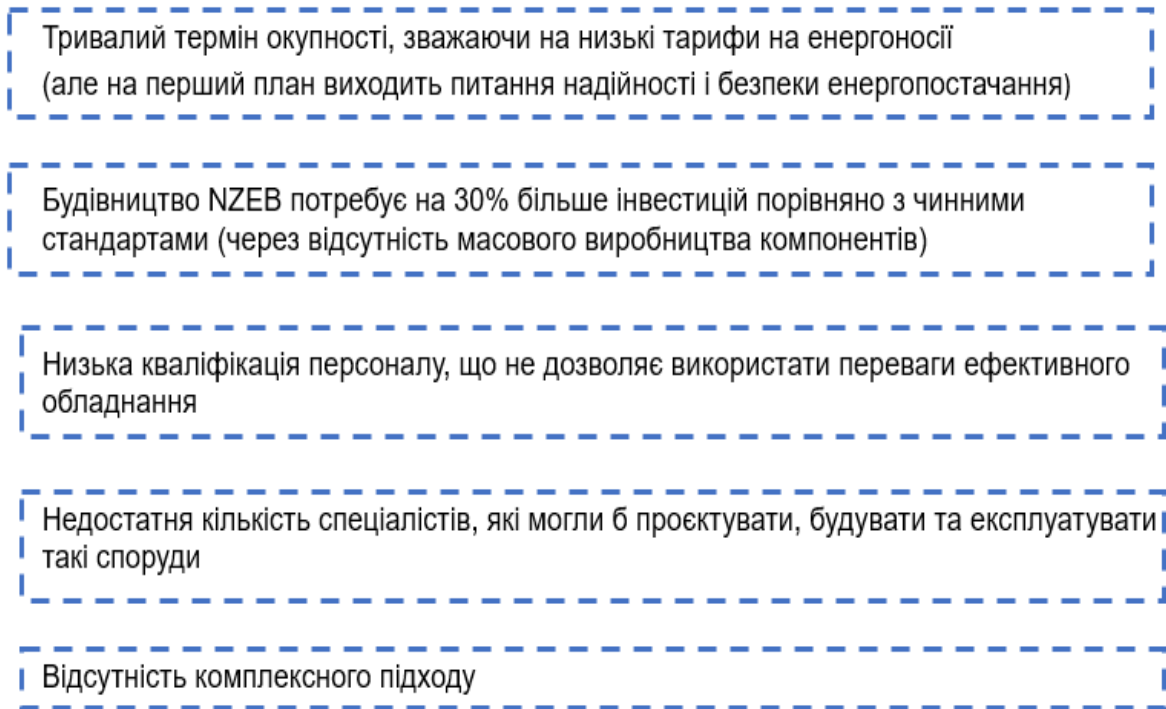 Тривалий термін окупності, зважаючи на низькі тарифи на енергоносії
(але на перший план виходить питання надійності і безпеки енергопостачання)
Будівництво NZEB потребує на 30% більше інвестицій порівняно з чинними
стандартами (через відсутність масового виробництва компонентів)
Низька кваліфікація персоналу, що не дозволяє використати переваги ефективного
обладнання
Недостатня кількість спеціалістів, які могли б проєктувати, будувати та експлуатувати
такі споруди
Відсутність комплексного підходу